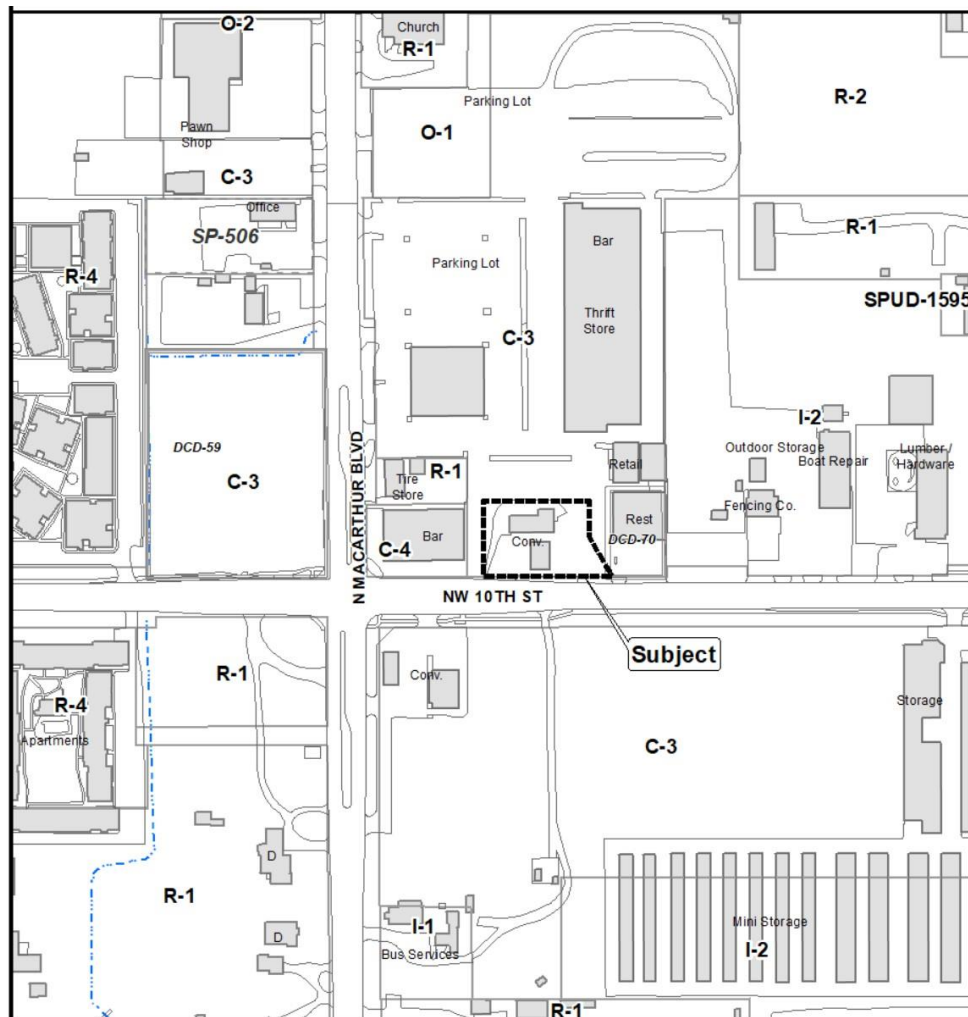 O-2
Church
R-1
Parking Lot
R-2
O-1
Pawn
Shop
C-3
Office
SP-506
R-4
Bar
R-1
Parking Lot
SPUD-1595
Thrift
Store
C-3
I-2
DCD-59
C-3
Outdoor Storage
Boat Repair
Lumber /
Hardware
Retail
R-1
Tire
Store
Fencing Co.
Rest
DCD-70
Bar
C-4
Conv.
N MACARTHUR BLVD
NW 10TH ST
Subject
R-1
Conv.
R-4
Apartments
Storage
C-3
D
R-1
Mini Storage
I-2
I-1
Bus Services
D
R-1